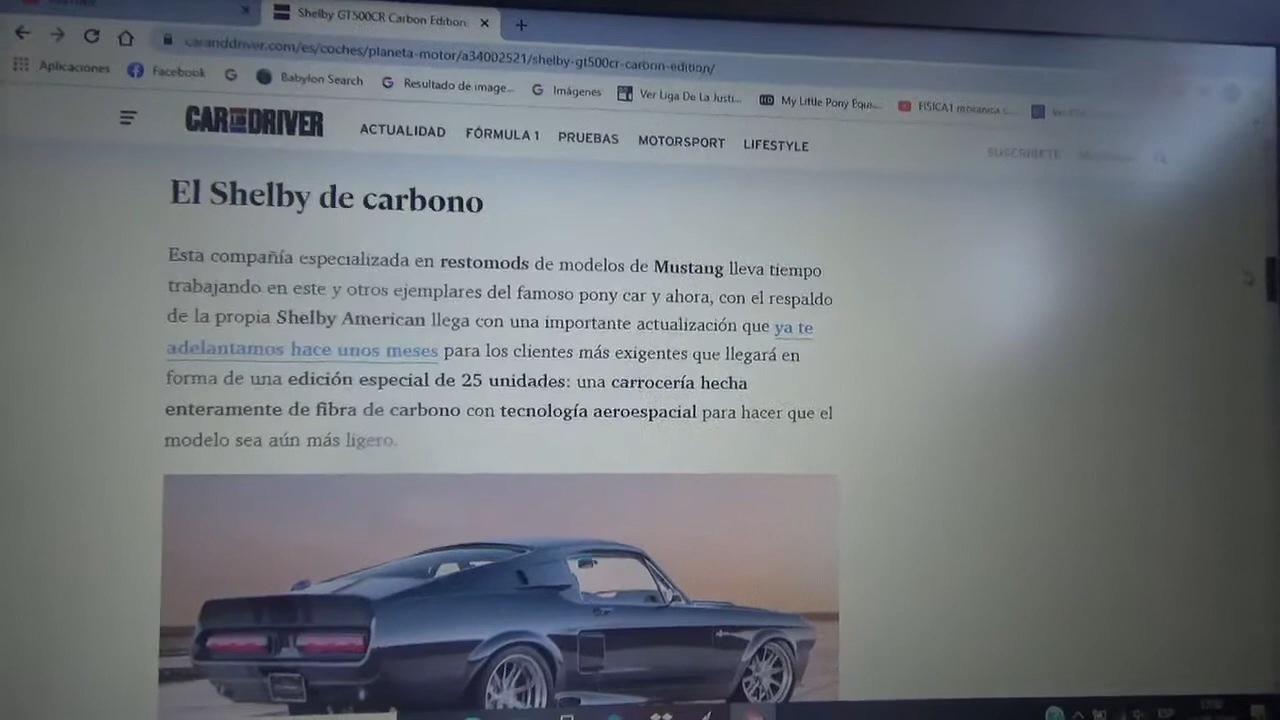 Shelby GT500CR Carbon Edition
caranddriver.com/es/coches/planeta-motor/a34002521/shelby-gt500cr-carbon-edition/
Aplicaciones Facebook Babylon Search Resultado de image... Imágenes Ver Liga De La Justi... My Little Pony Eque...
CAR AND DRIVER ACTUALIDAD FÓRMULA 1 PRUEBAS MOTORSPORT LIFESTYLE SUSCRÍBETE
El Shelby de carbono
Esta compañía especializada en restomods de modelos de Mustang lleva tiempo
trabajando en este y otros ejemplares del famoso pony car y ahora, con el respaldo
de la propia Shelby American llega con una importante actualización que ya te
adelantamos hace unos meses para los clientes más exigentes que llegará en
forma de una edición especial de 25 unidades: una carrocería hecha
enteramente de fibra de carbono con tecnología aeroespacial para hacer que el
modelo sea aún más ligero.